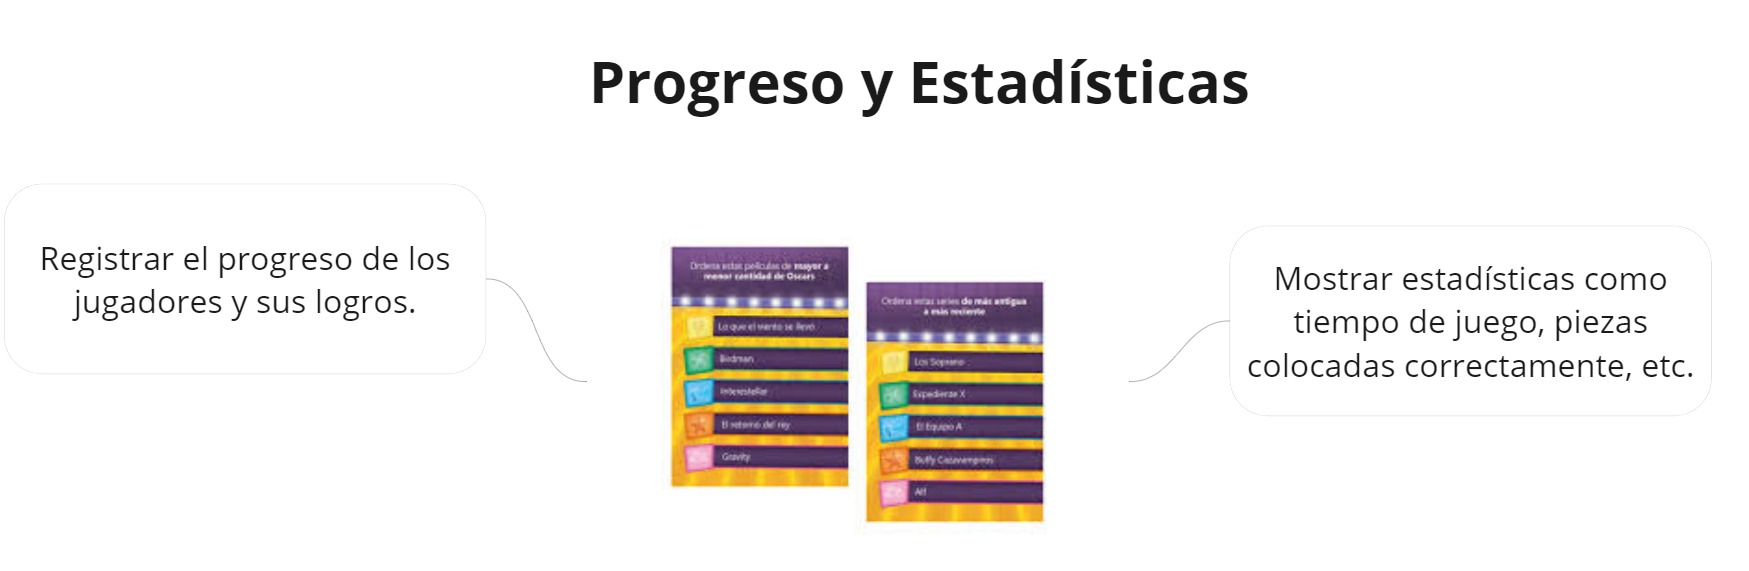 Progreso y Estadísticas
Registrar el progreso de los
jugadores y sus logros.
Ordena estas películas de mayor a
menor cantidad de Oscars
Lo que el viento se llevó
Birdman
Interestellar
El retorno del rey
Gravity
Ordena estas series de más antigua
a más reciente
Los Soprano
Expediente X
El Equipo A
Buffy Cazavampiros
Alf
Mostrar estadísticas como
tiempo de juego, piezas
colocadas correctamente, etc.